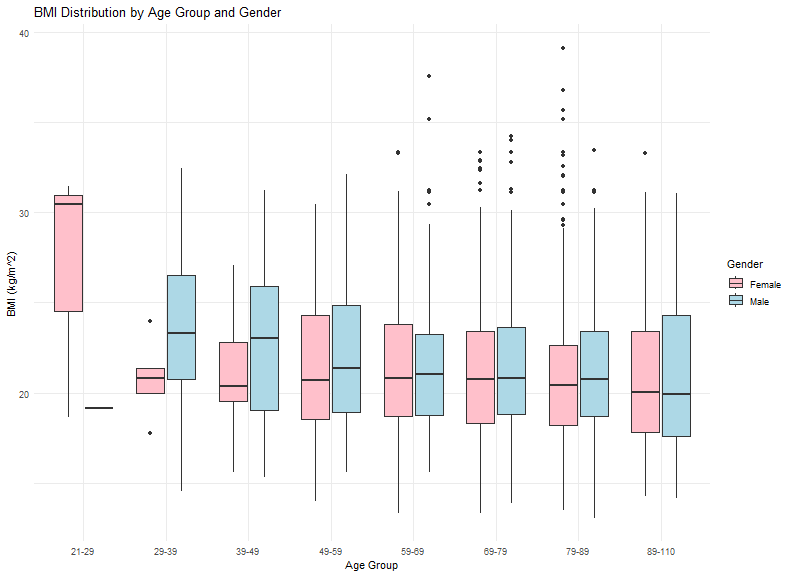 BMI Distribution by Age Group and Gender
40
30
20
BMI (kg/m^2)
21-29
29-39
39-49
49-59
59-69
69-79
79-89
89-110
Age Group
Gender
Female
Male